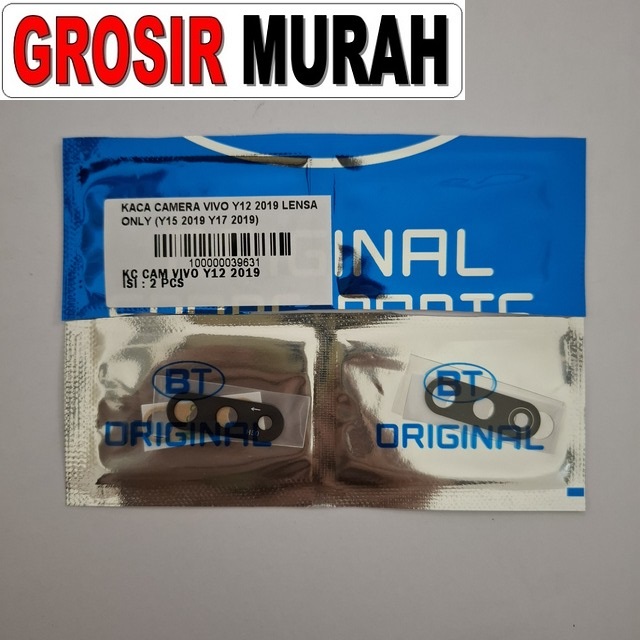 GROSIR MURAH
KACA CAMERA VIVO Y12 2019 LENSA
ONLY (Y15 2019 Y17 2019)
100000039631
KC CAM VIVO Y12 2019
ISI : 2 PCS
GINAL
BT
ORIGINAL
BT
ORIGINAL